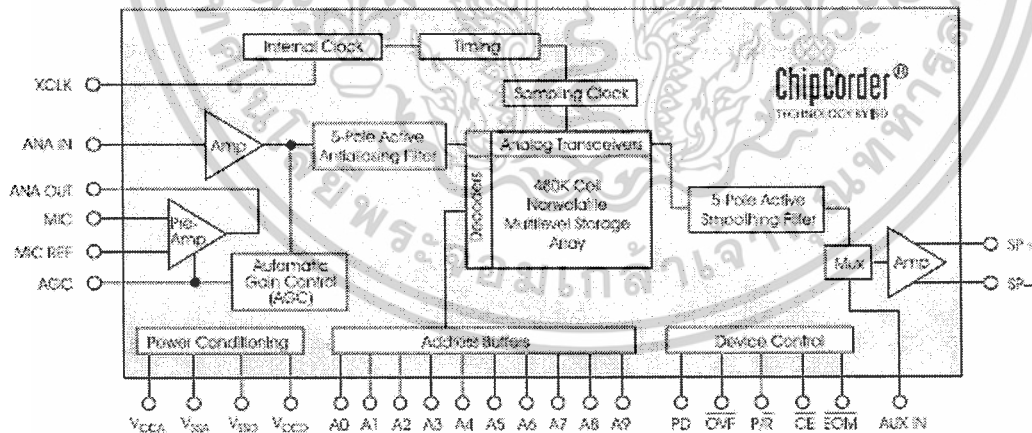 Internal Clock
Timing
XCLK
Sampling Clock
ChipCorder®
TECHNOLOGY BY ISD
ANA IN
Amp
5-Pole Active
Antialiasing Filter
Analog Transceivers
Decoders
480K Cell
Nonvolatile
Multilevel Storage
Array
ANA OUT
MIC
MIC REF
AGC
Pre-
Amp
Automatic
Gain Control
(AGC)
5-Pole Active
Smoothing Filter
Mux
Amp
SP+
SP-
Power Conditioning
Address Buffers
Device Control
VCCA VSSA VSSD VCCD A0 A1 A2 A3 A4 A5 A6 A7 A8 A9 PD OVF P/R CE EOM AUX IN